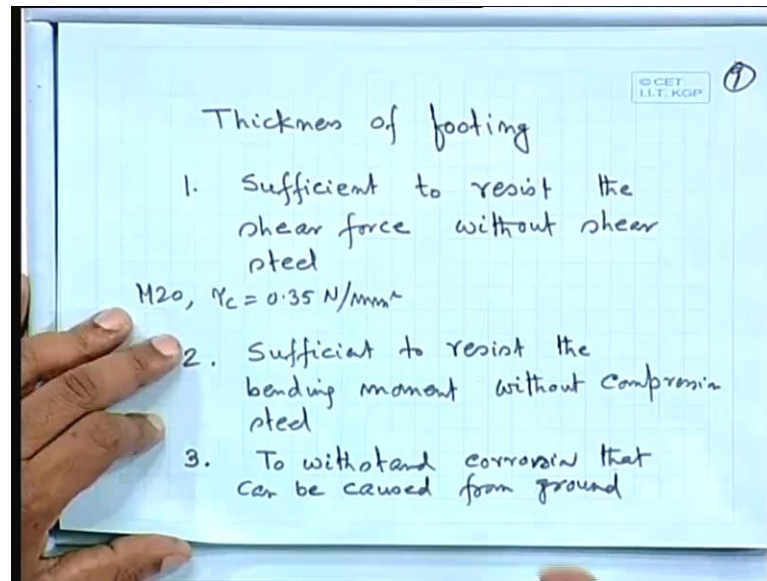 © CET
I.I.T. KGP
9
Thickness of footing
1. Sufficient to resist the
shear force without shear
steel
M20, τc = 0.35 N/mm²
2. Sufficient to resist the
bending moment without compression
steel
3. To withstand corrosion that
can be caused from ground